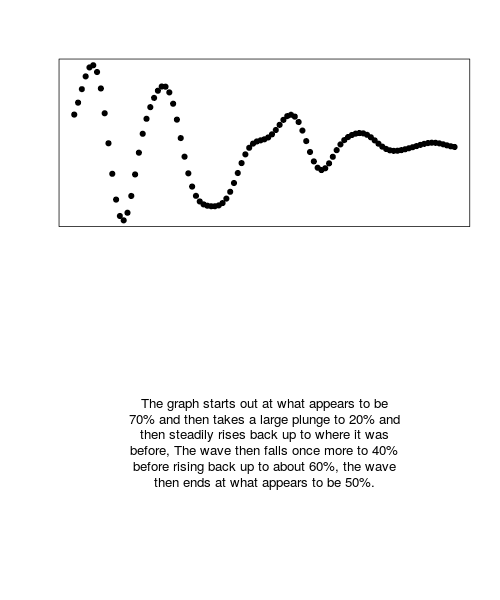 The graph starts out at what appears to be
70% and then takes a large plunge to 20% and
then steadily rises back up to where it was
before, The wave then falls once more to 40%
before rising back up to about 60%, the wave
then ends at what appears to be 50%.